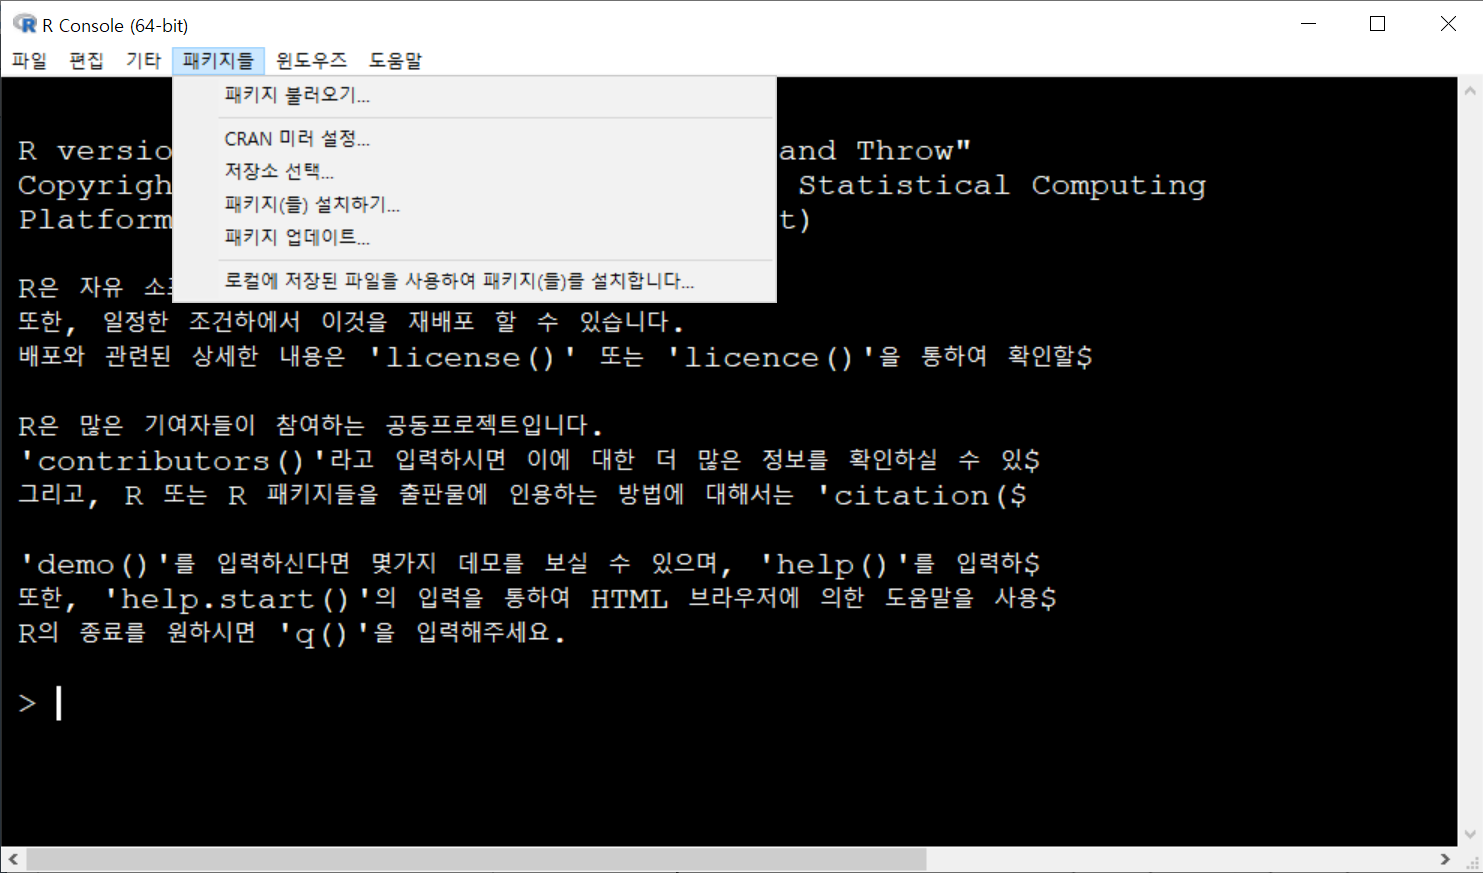 R Console (64-bit)
파일 편집 기타 패키지들 윈도우즈 도움말
패키지 불러오기...
CRAN 미러 설정...
저장소 선택...
패키지(들) 설치하기...
패키지 업데이트...
로컬에 저장된 파일을 사용하여 패키지(들)를 설치합니다...
R versio and Throw"
Copyrigh Statistical Computing
Platform t)
R은 자유 소
또한, 일정한 조건하에서 이것을 재배포 할 수 있습니다.
배포와 관련된 상세한 내용은 'license()' 또는 'licence()'을 통하여 확인할$
R은 많은 기여자들이 참여하는 공동프로젝트입니다.
'contributors()'라고 입력하시면 이에 대한 더 많은 정보를 확인하실 수 있$
그리고, R 또는 R 패키지들을 출판물에 인용하는 방법에 대해서는 'citation($
'demo()'를 입력하신다면 몇가지 데모를 보실 수 있으며, 'help()'를 입력하$
또한, 'help.start()'의 입력을 통하여 HTML 브라우저에 의한 도움말을 사용$
R의 종료를 원하시면 'q()'을 입력해주세요.
>